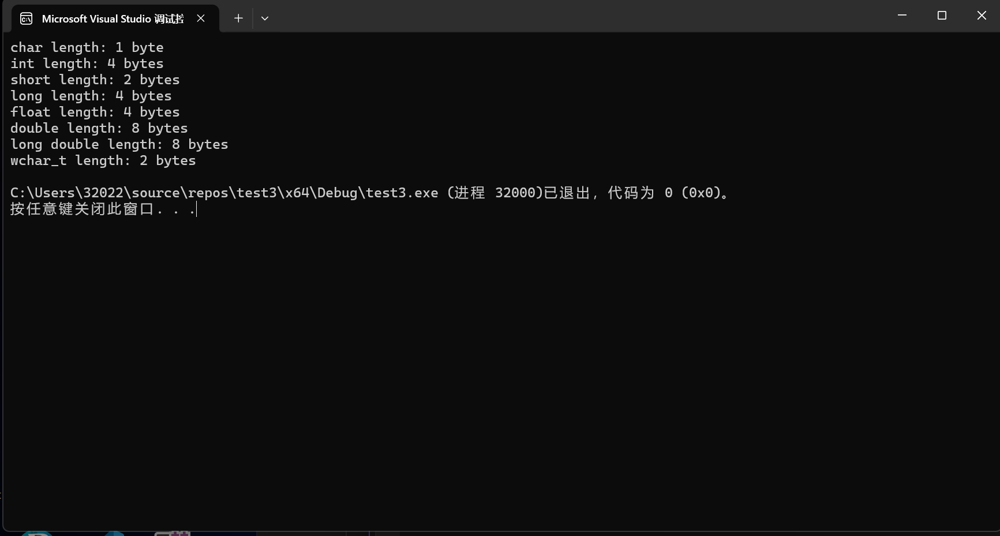 Microsoft Visual Studio 调试控
char length: 1 byte
int length: 4 bytes
short length: 2 bytes
long length: 4 bytes
float length: 4 bytes
double length: 8 bytes
long double length: 8 bytes
wchar_t length: 2 bytes
C:\Users\32022\source\repos\test3\x64\Debug\test3.exe (进程 32000)已退出，代码为 0 (0x0)。
按任意键关闭此窗口. . .